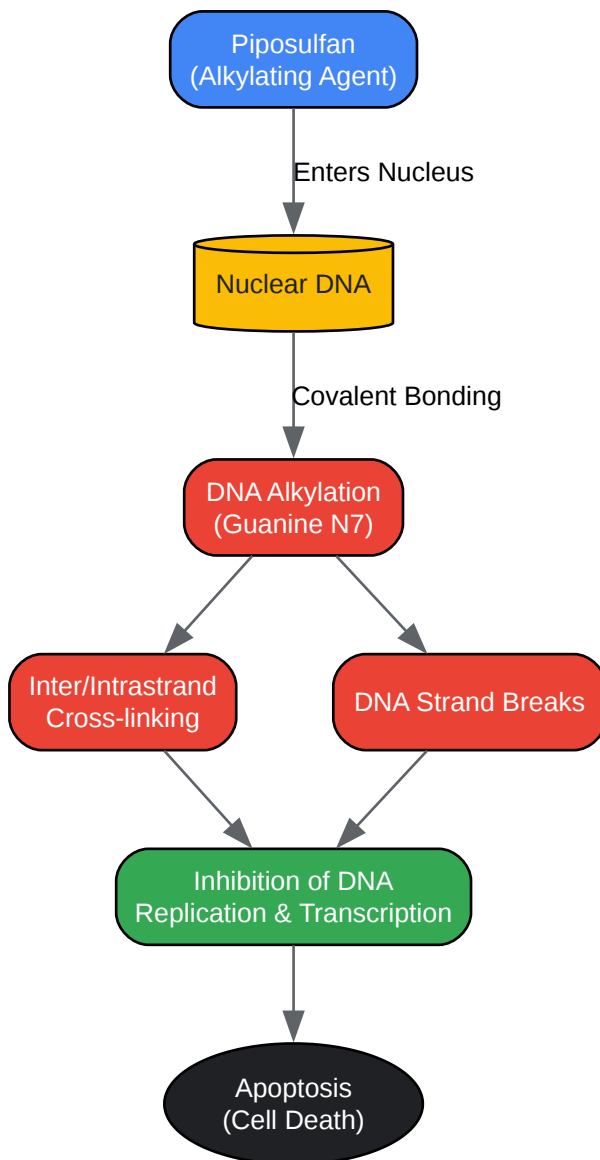 Piposulfan
(Alkylating Agent)
Enters Nucleus
Nuclear DNA
Covalent Bonding
DNA Alkylation
(Guanine N7)
Inter/Intrastrand
Cross-linking
DNA Strand Breaks
Inhibition of DNA
Replication & Transcription
Apoptosis
(Cell Death)